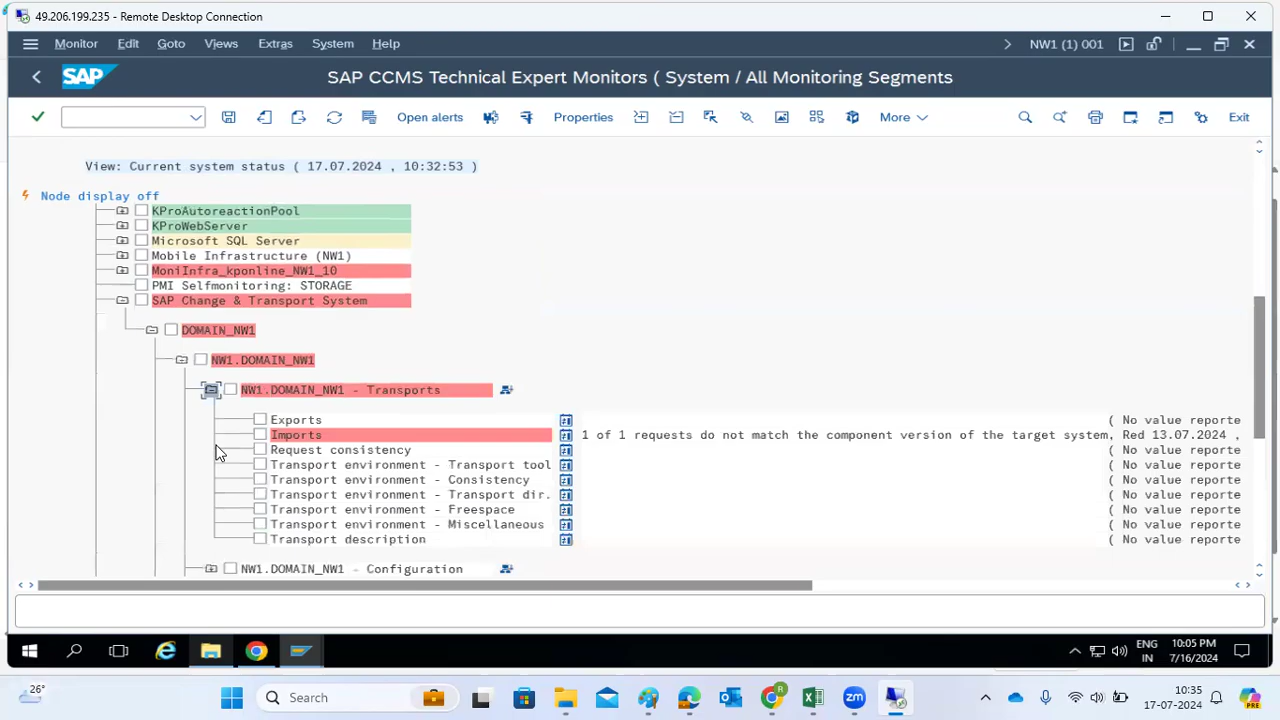 49.206.199.235 - Remote Desktop Connection
Monitor Edit Goto Views Extras System Help NW1 (1) 001
SAP SAP CCMS Technical Expert Monitors ( System / All Monitoring Segments
Open alerts Properties More Exit
View: Current system status ( 17.07.2024 , 10:32:53 )
Node display off
KProAutoreactionPool
KProWebServer
Microsoft SQL Server
Mobile Infrastructure (NW1)
MoniInfra_kponline_NW1_10
PMI Selfmonitoring: STORAGE
SAP Change & Transport System
DOMAIN_NW1
NW1.DOMAIN_NW1
NW1.DOMAIN_NW1 - Transports
Exports ( No value reporte
Imports 1 of 1 requests do not match the component version of the target system, Red 13.07.2024 ,
Request consistency ( No value reporte
Transport environment - Transport tool ( No value reporte
Transport environment - Consistency ( No value reporte
Transport environment - Transport dir. ( No value reporte
Transport environment - Freespace ( No value reporte
Transport environment - Miscellaneous ( No value reporte
Transport description ( No value reporte
NW1.DOMAIN_NW1 - Configuration
ENG 10:05 PM
IN 7/16/2024
26° Search 10:35
17-07-2024
PRE